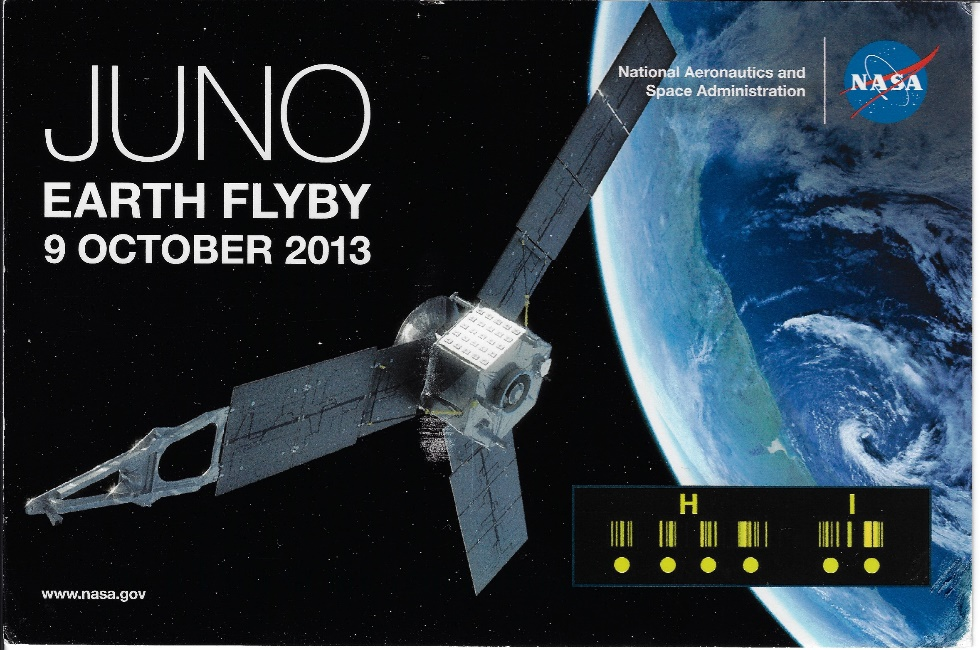 JUNO
EARTH FLYBY
9 OCTOBER 2013
National Aeronautics and
Space Administration
NASA
H I
www.nasa.gov